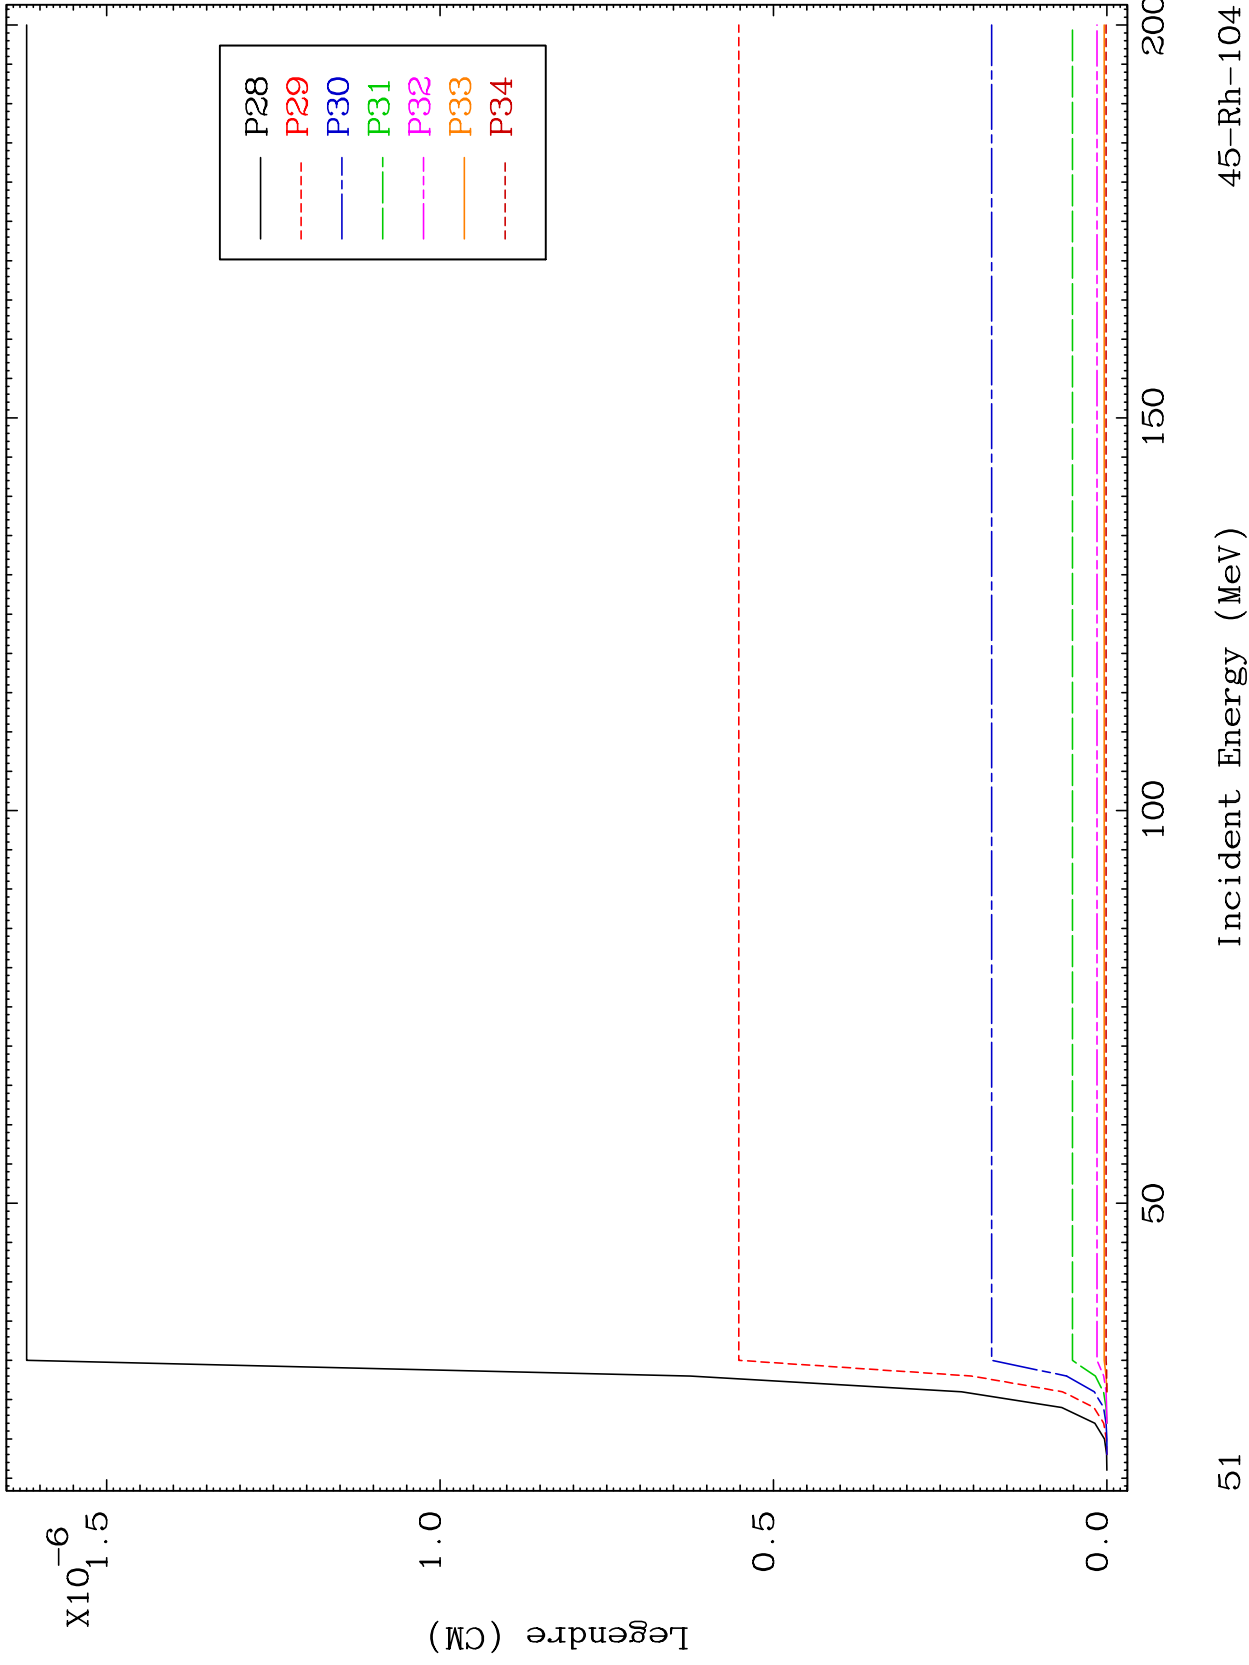 X10-6
1.5
1.0
0.5
0.0
Legendre (CM)
P28
P29
P30
P31
P32
P33
P34
50
100
150
200
Incident Energy (MeV)
51
45-Rh-104